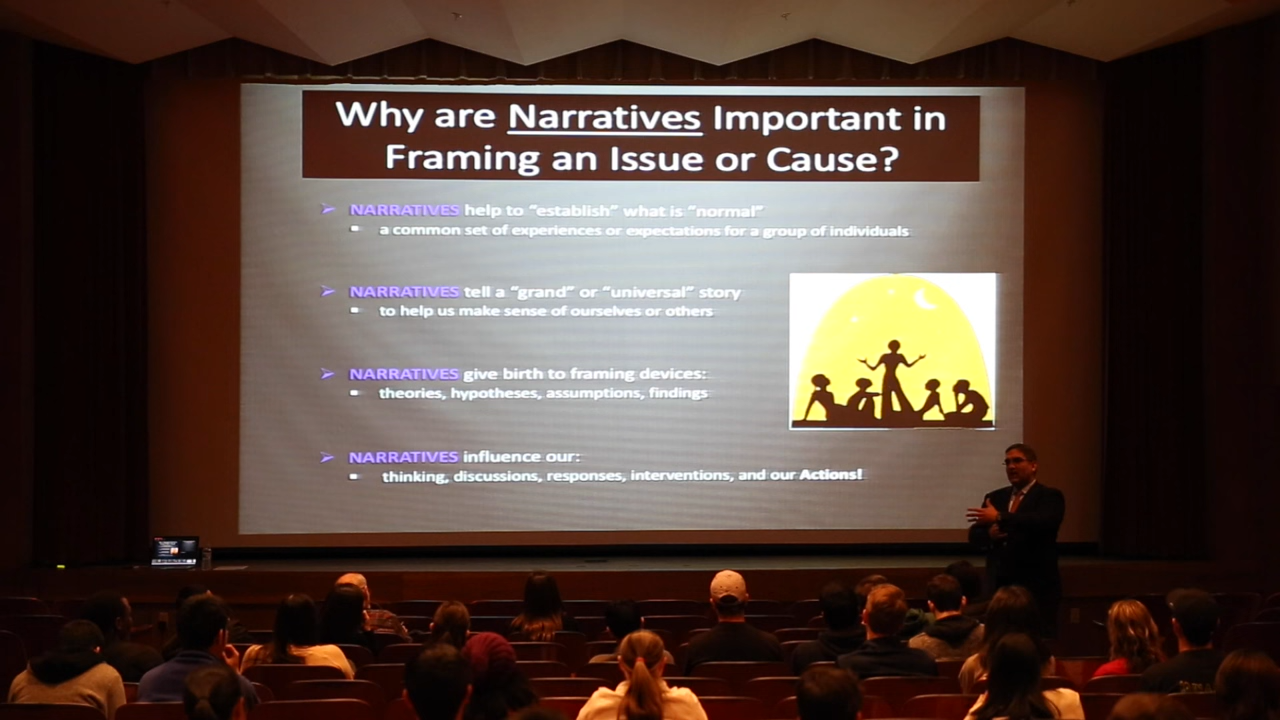 Why are Narratives Important in
Framing an Issue or Cause?
NARRATIVES help to “establish” what is “normal”
a common set of experiences or expectations for a group of individuals
NARRATIVES tell a “grand” or “universal” story
to help us make sense of ourselves or others
NARRATIVES give birth to framing devices:
theories, hypotheses, assumptions, findings
NARRATIVES influence our:
thinking, discussions, responses, interventions, and our Actions!